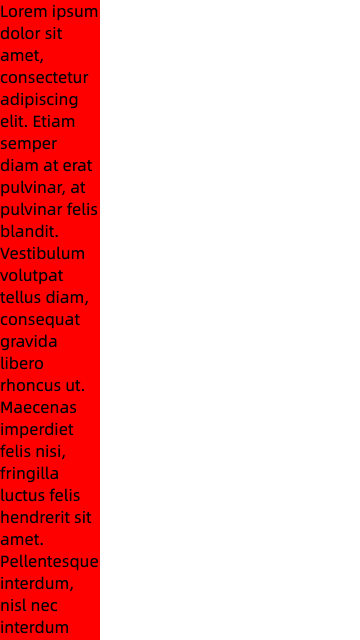 Lorem ipsum
dolor sit
amet,
consectetur
adipiscing
elit. Etiam
semper
diam at erat
pulvinar, at
pulvinar felis
blandit.
Vestibulum
volutpat
tellus diam,
consequat
gravida
libero
rhoncus ut.
Maecenas
imperdiet
felis nisi,
fringilla
luctus felis
hendrerit sit
amet.
Pellentesque
interdum,
nisl nec
interdum